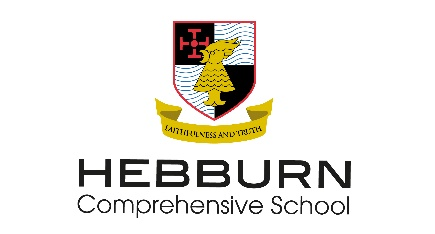 FAITHFULNESS AND TRUTH
HEBBURN
Comprehensive School